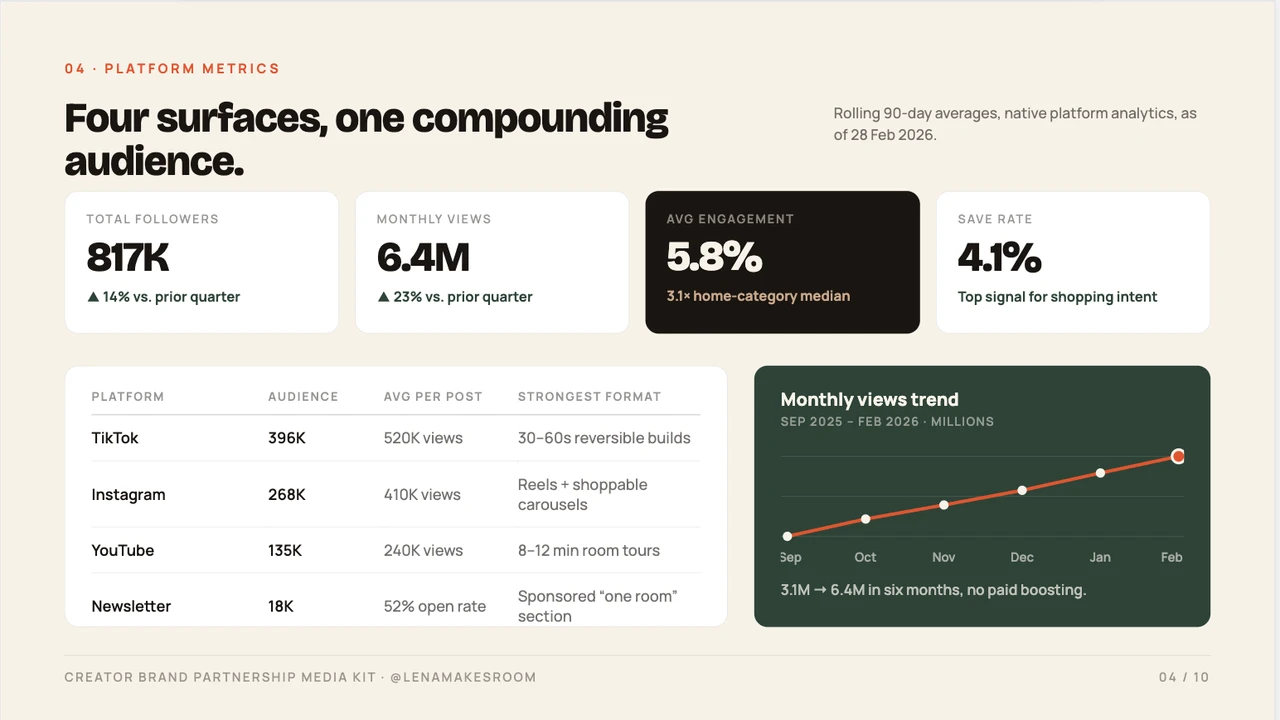 04 · PLATFORM METRICS
Four surfaces, one compounding
audience.
Rolling 90-day averages, native platform analytics, as
of 28 Feb 2026.
TOTAL FOLLOWERS
817K
▲ 14% vs. prior quarter
MONTHLY VIEWS
6.4M
▲ 23% vs. prior quarter
AVG ENGAGEMENT
5.8%
3.1× home-category median
SAVE RATE
4.1%
Top signal for shopping intent
PLATFORM AUDIENCE AVG PER POST STRONGEST FORMAT
TikTok 396K 520K views 30–60s reversible builds
Instagram 268K 410K views Reels + shoppable
carousels
YouTube 135K 240K views 8–12 min room tours
Newsletter 18K 52% open rate Sponsored “one room”
section
Monthly views trend
SEP 2025 – FEB 2026 · MILLIONS
Sep Oct Nov Dec Jan Feb
3.1M → 6.4M in six months, no paid boosting.
CREATOR BRAND PARTNERSHIP MEDIA KIT · @LENAMAKESROOM
04 / 10